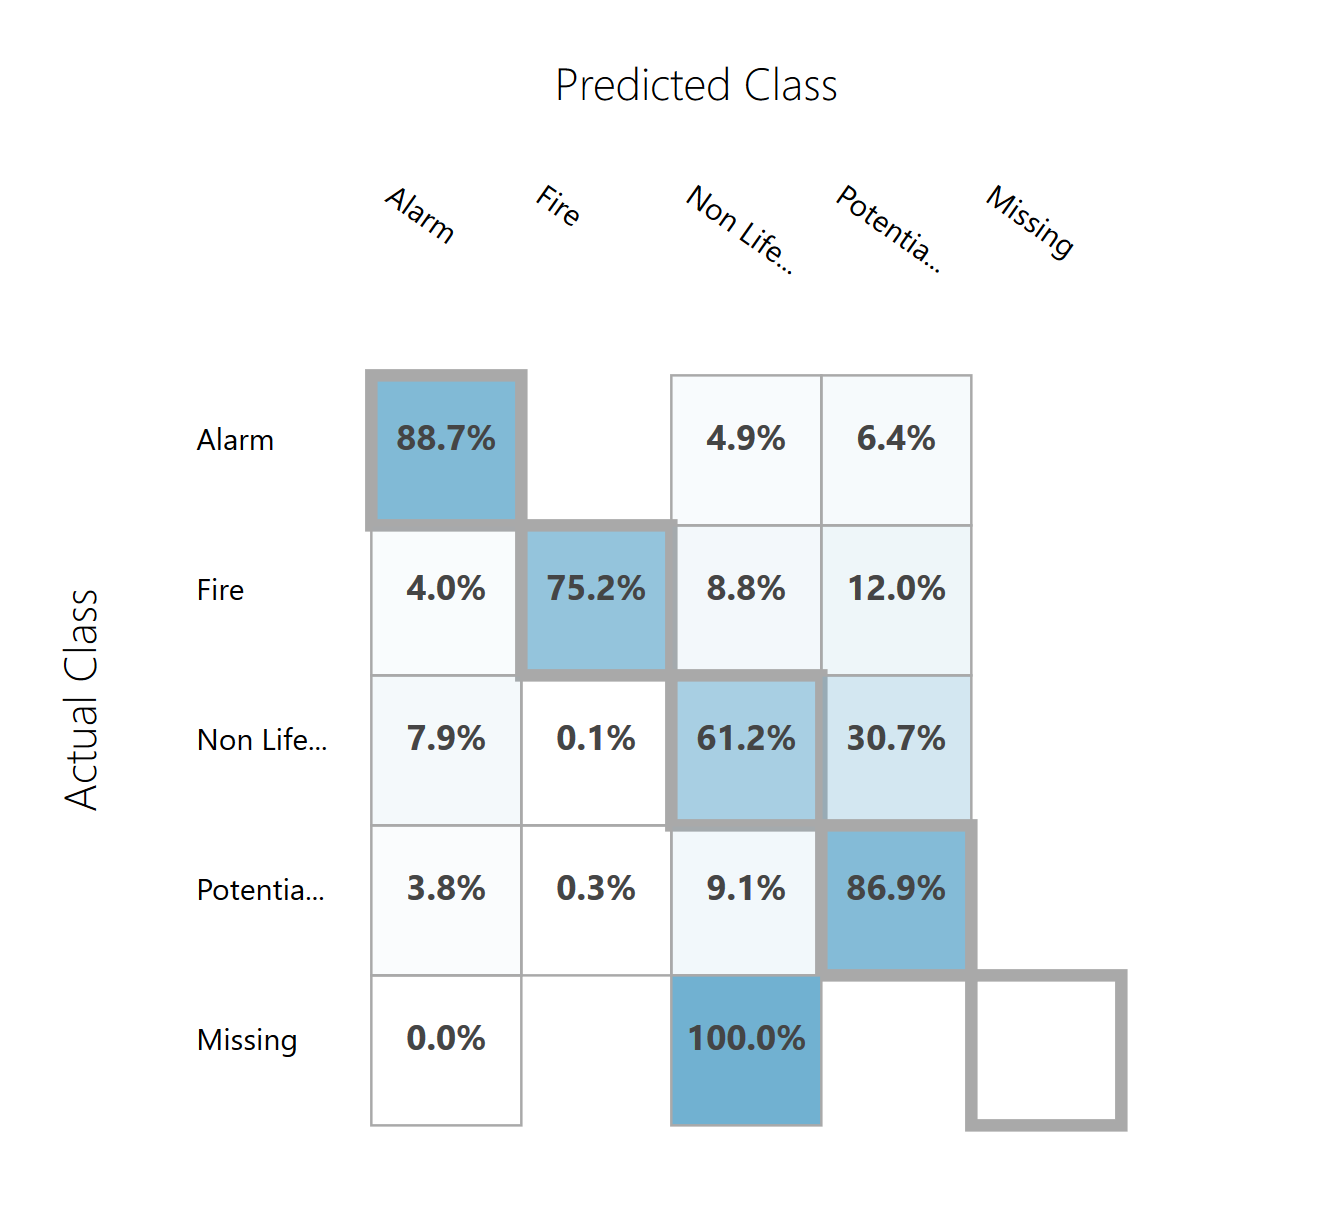 Predicted Class
Alarm
Fire
Non Life...
Potentia...
Missing
Actual Class
Alarm
88.7%
4.9%
6.4%
Fire
4.0%
75.2%
8.8%
12.0%
Non Life...
7.9%
0.1%
61.2%
30.7%
Potentia...
3.8%
0.3%
9.1%
86.9%
Missing
0.0%
100.0%